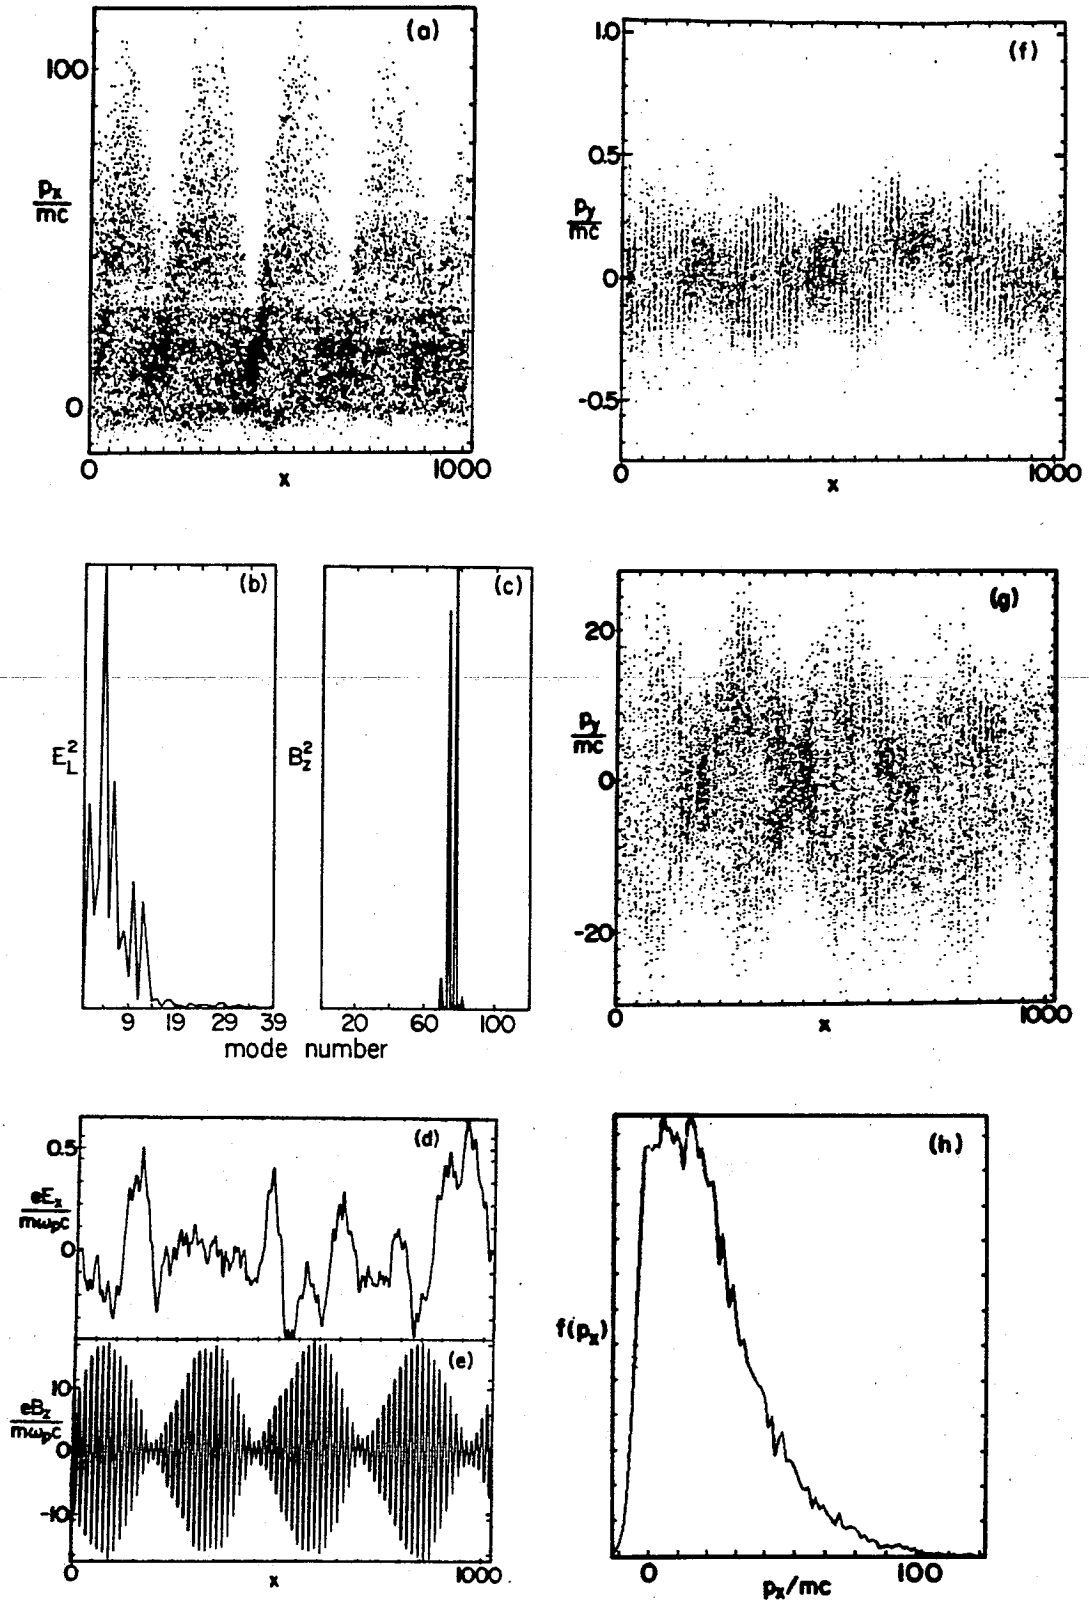 (a)
100
p_x/mc
0
0
x
1000
(f)
1.0
0.5
p_y/mc
0
-0.5
0
x
1000
(b)
E_L^2
9 19 29 39
(c)
B_z^2
20 60 100
mode number
(g)
20
p_y/mc
0
-20
0
x
1000
(d)
0.5
eE_x/mω_pc
0
(e)
10
eB_z/mω_pc
0
-10
0
x
1000
(h)
f(p_x)
0
100
p_x/mc